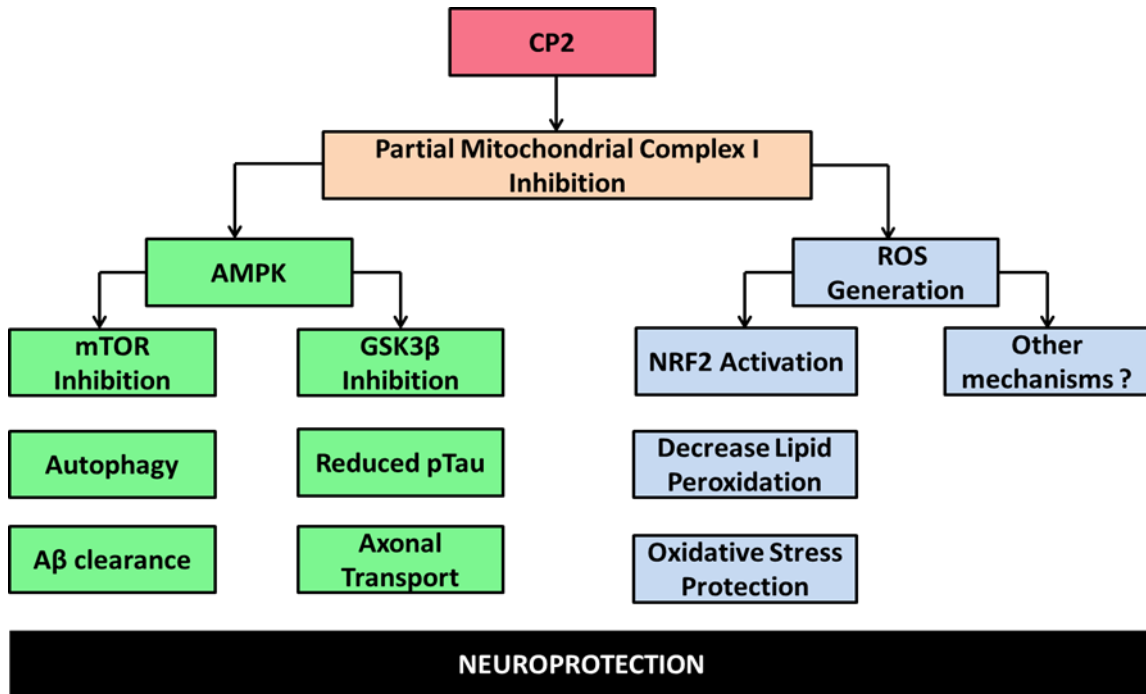 CP2
Partial Mitochondrial Complex I
Inhibition
AMPK
ROS
Generation
mTOR
Inhibition
GSK3β
Inhibition
NRF2 Activation
Other
mechanisms ?
Autophagy
Reduced pTau
Decrease Lipid
Peroxidation
Aβ clearance
Axonal
Transport
Oxidative Stress
Protection
NEUROPROTECTION